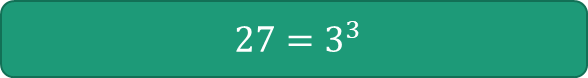 27 = 3³